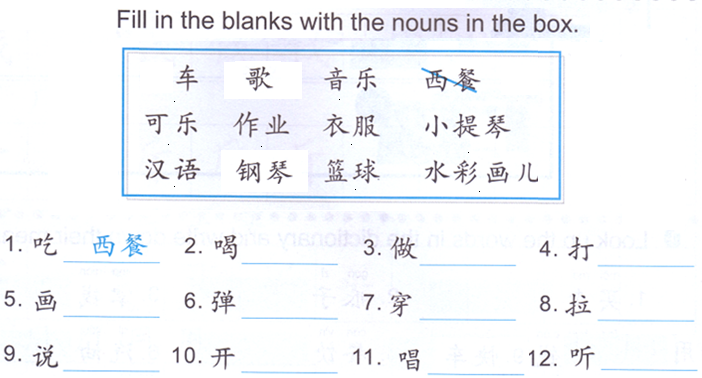 Fill in the blanks with the nouns in the box.
车 歌 音乐 西餐
可乐 作业 衣服 小提琴
汉语 钢琴 篮球 水彩画儿
1. 吃 西餐 2. 喝 3. 做 4. 打
5. 画 6. 弹 7. 穿 8. 拉
9. 说 10. 开 11. 唱 12. 听